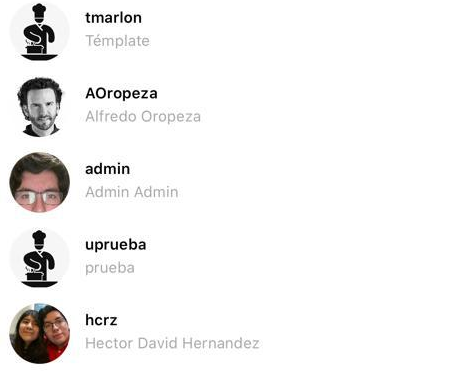 tmarlon
Témplate
AOropeza
Alfredo Oropeza
admin
Admin Admin
uprueba
prueba
hcrz
Hector David Hernandez